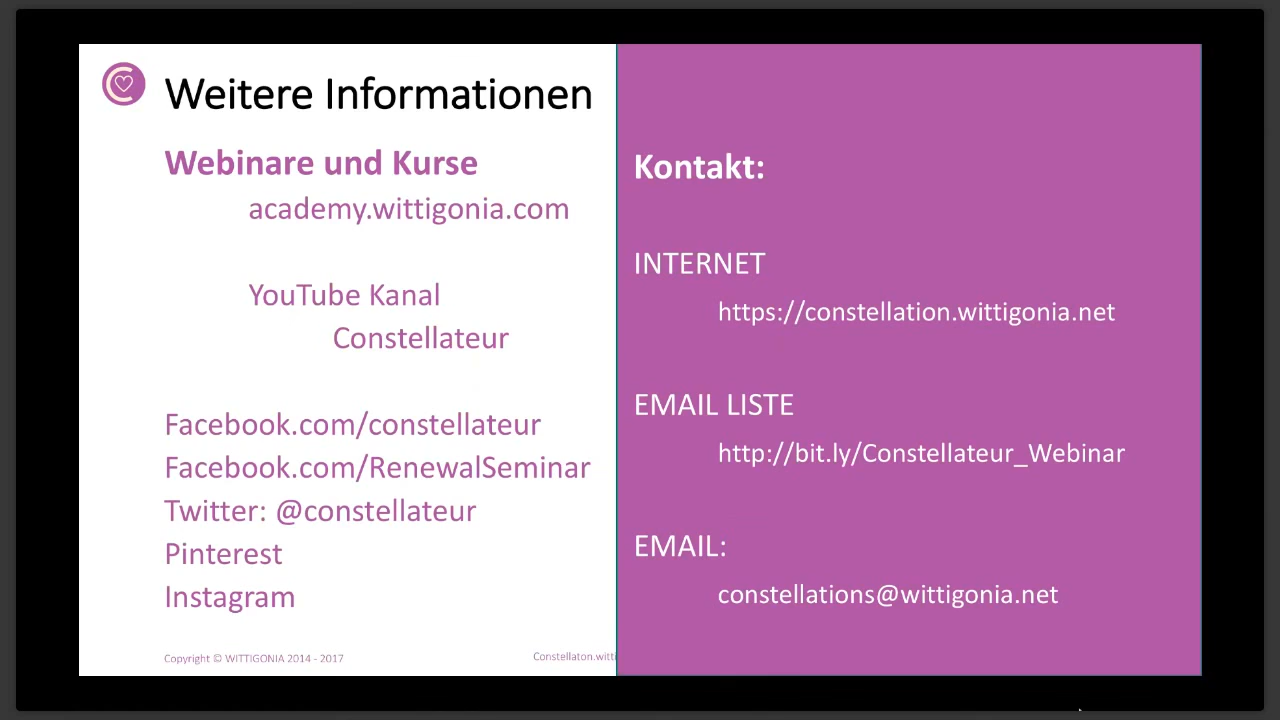 Weitere Informationen
Webinare und Kurse
academy.wittigonia.com
YouTube Kanal
Constellateur
Facebook.com/constellateur
Facebook.com/RenewalSeminar
Twitter: @constellateur
Pinterest
Instagram
Copyright © WITTIGONIA 2014 - 2017
Constellaton.witti
Kontakt:
INTERNET
https://constellation.wittigonia.net
EMAIL LISTE
http://bit.ly/Constellateur_Webinar
EMAIL:
constellations@wittigonia.net